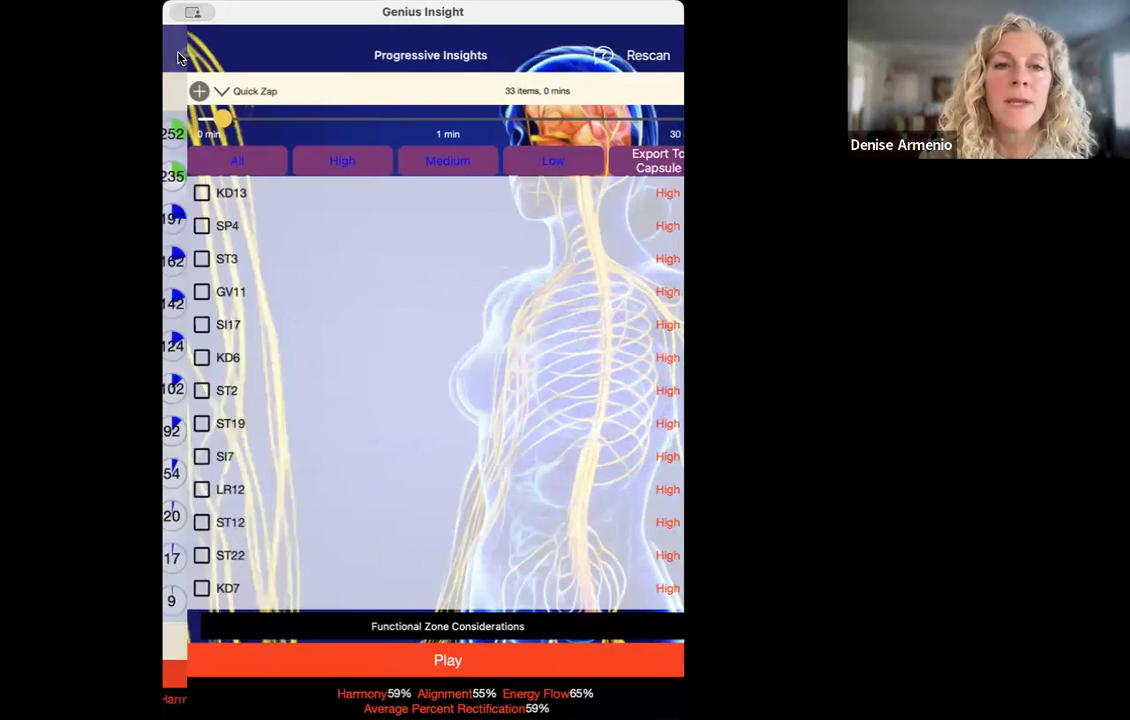 Genius Insight
Progressive Insights
Rescan
Quick Zap
33 items, 0 mins
0 min
1 min
30
All
High
Medium
Low
Export To
Capsule
252
235
197
162
142
124
102
92
54
20
17
9
KD13 High
SP4 High
ST3 High
GV11 High
SI17 High
KD6 High
ST2 High
ST19 High
SI7 High
LR12 High
ST12 High
ST22 High
KD7 High
Functional Zone Considerations
Play
Harm
Harmony59% Alignment55% Energy Flow65%
Average Percent Rectification59%
Denise Armenio